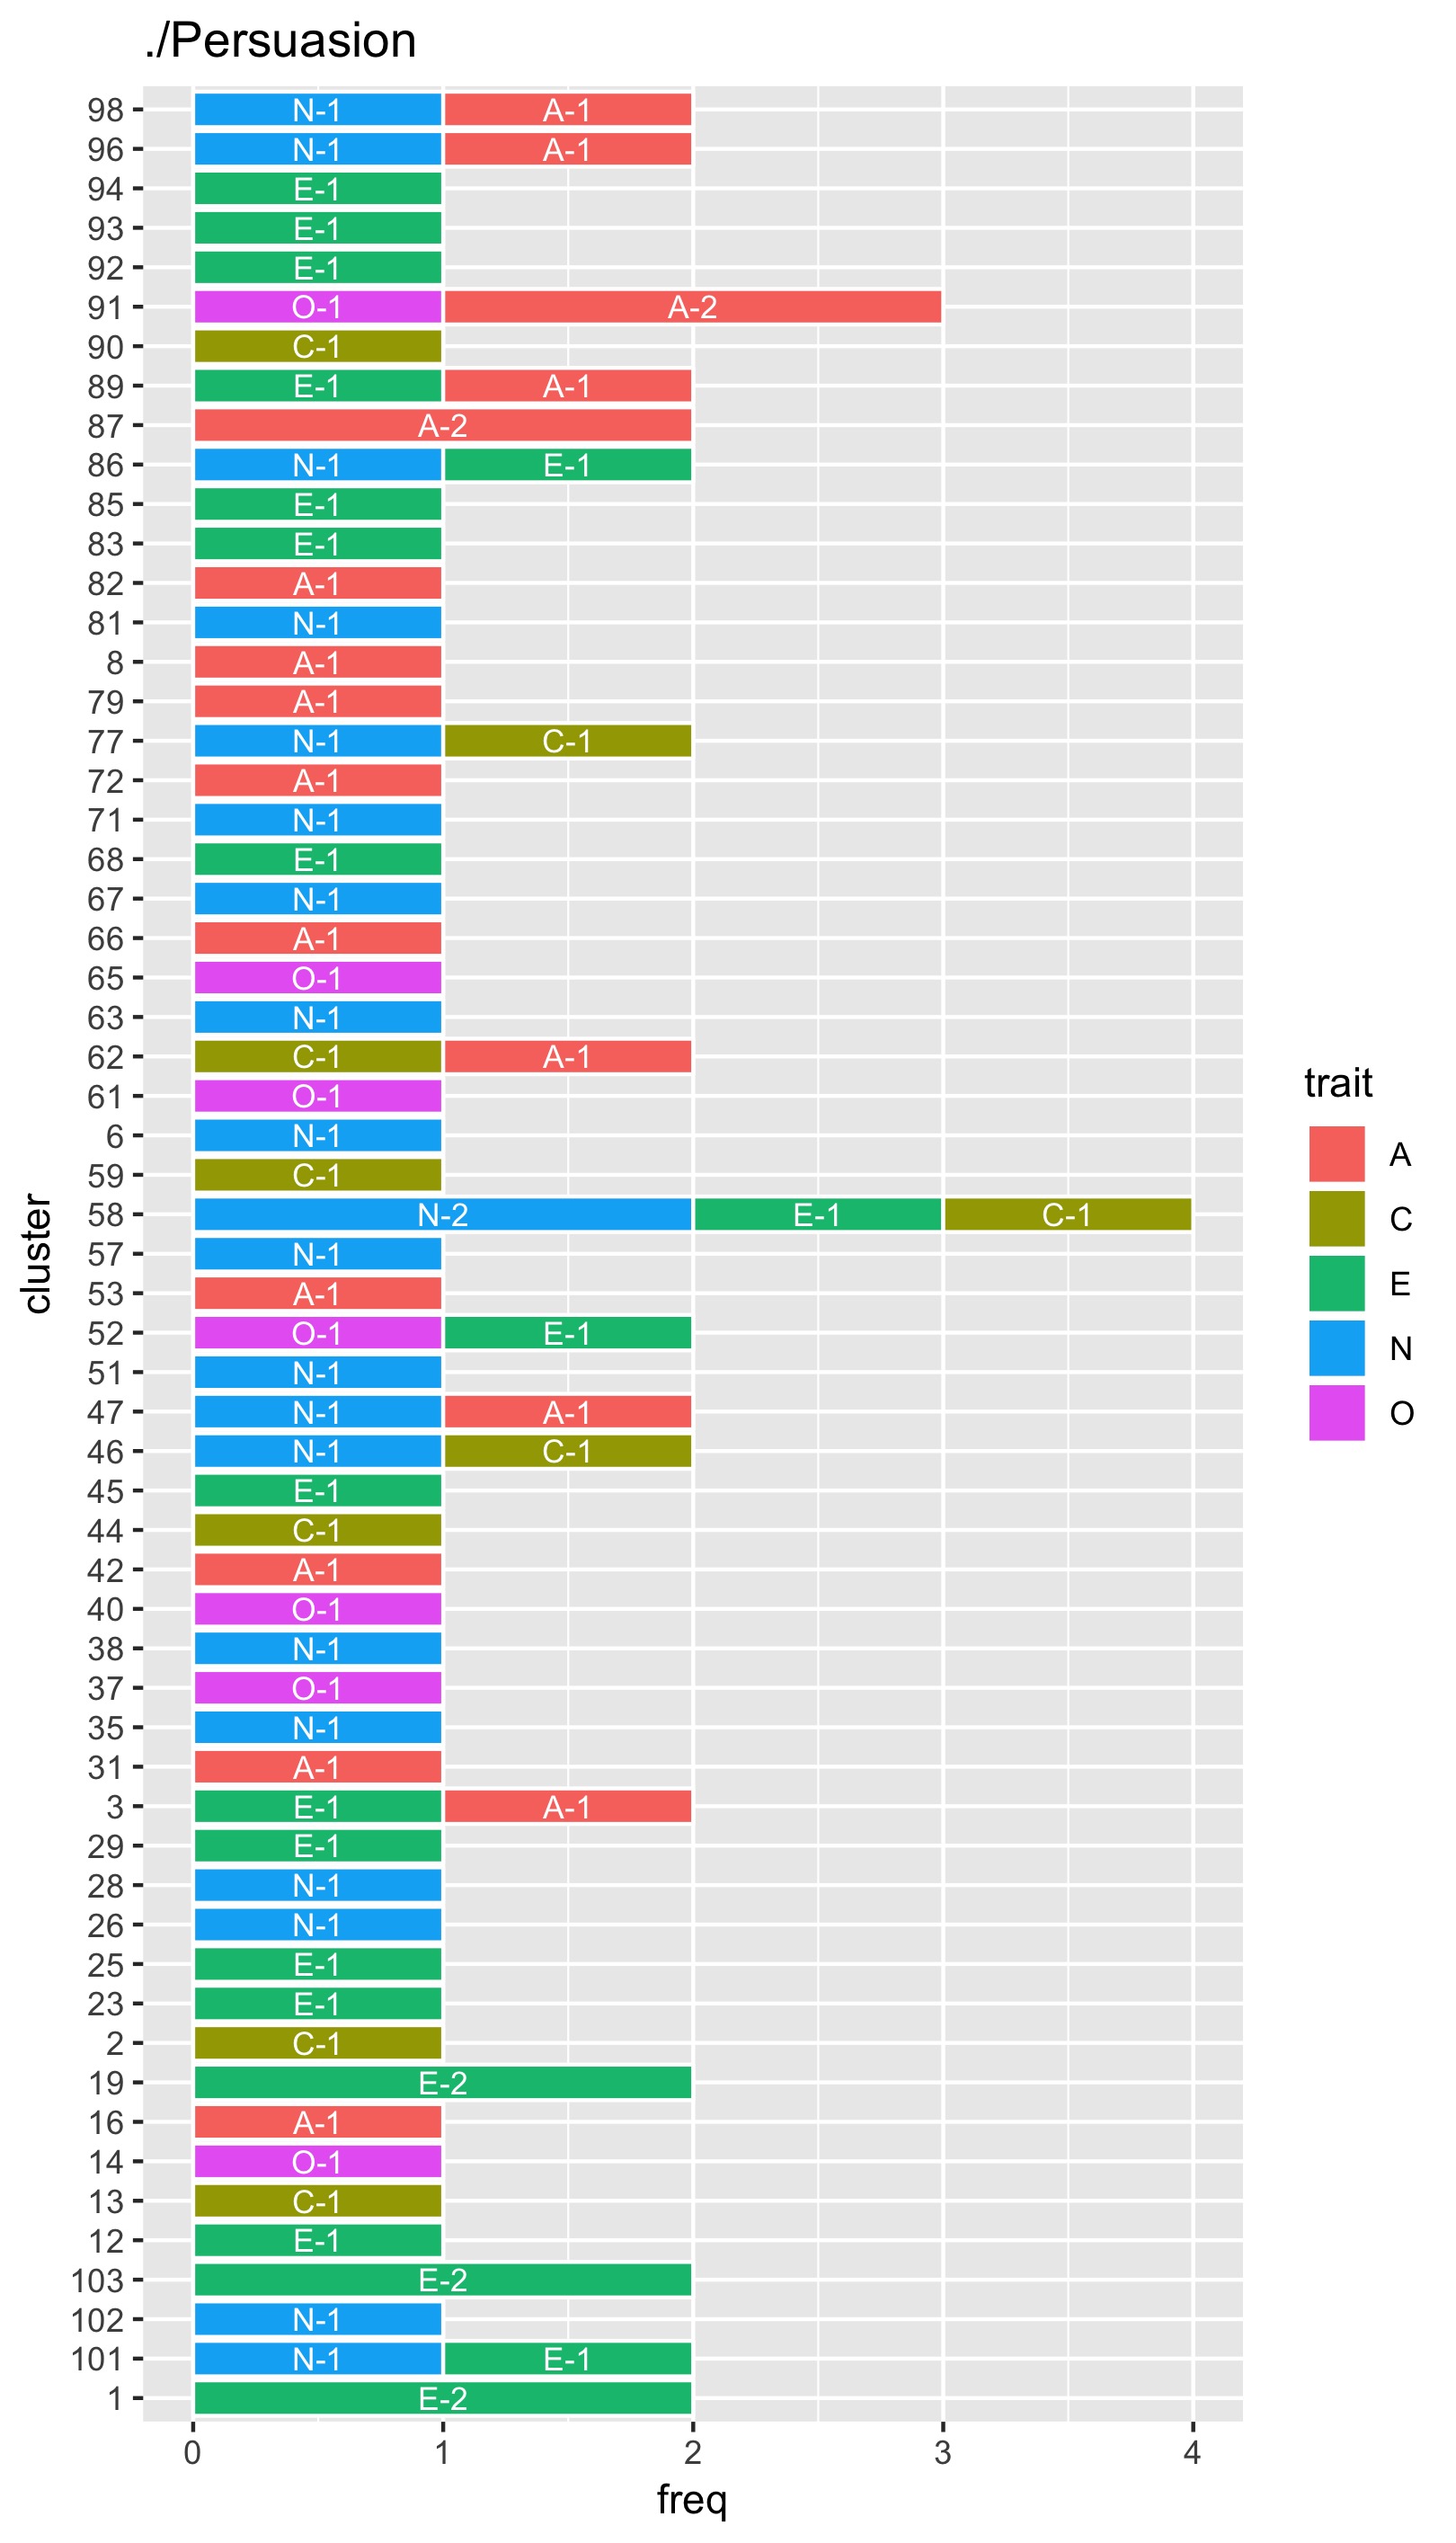 ./Persuasion
98 N-1 A-1
96 N-1 A-1
94 E-1
93 E-1
92 E-1
91 O-1 A-2
90 C-1
89 E-1 A-1
87 A-2
86 N-1 E-1
85 E-1
83 E-1
82 A-1
81 N-1
8 A-1
79 A-1
77 N-1 C-1
72 A-1
71 N-1
68 E-1
67 N-1
66 A-1
65 O-1
63 N-1
62 C-1 A-1
61 O-1
6 N-1
59 C-1
58 N-2 E-1 C-1
57 N-1
53 A-1
52 O-1 E-1
51 N-1
47 N-1 A-1
46 N-1 C-1
45 E-1
44 C-1
42 A-1
40 O-1
38 N-1
37 O-1
35 N-1
31 A-1
3 E-1 A-1
29 E-1
28 N-1
26 N-1
25 E-1
23 E-1
2 C-1
19 E-2
16 A-1
14 O-1
13 C-1
12 E-1
103 E-2
102 N-1
101 N-1 E-1
1 E-2
0 1 2 3 4
freq
cluster
trait
A
C
E
N
O